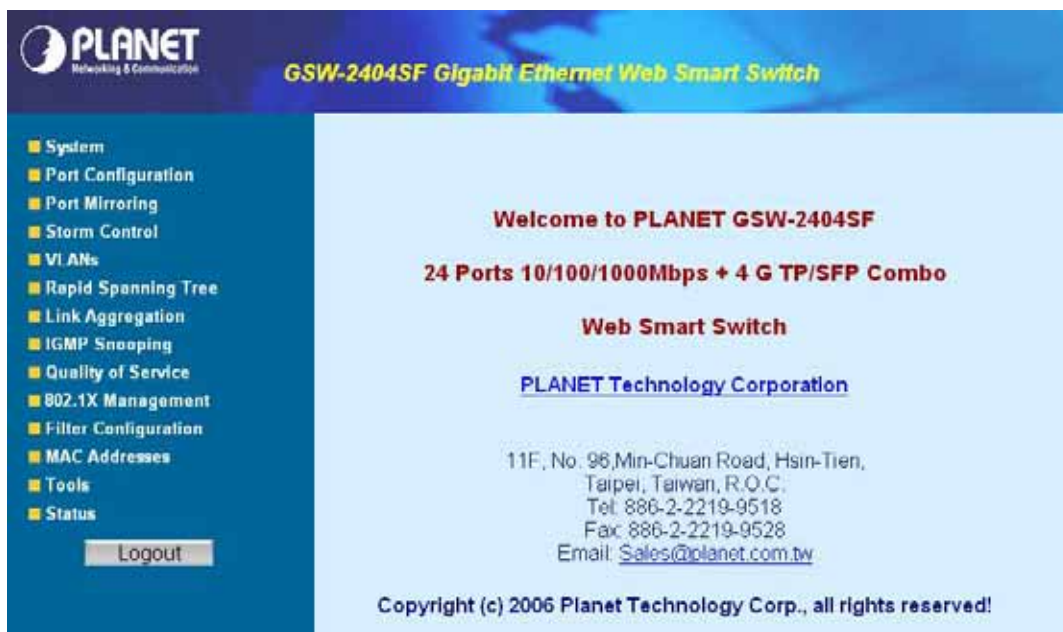 PLANET
Networking & Communication
GSW-2404SF Gigabit Ethernet Web Smart Switch
System
Port Configuration
Port Mirroring
Storm Control
VLANs
Rapid Spanning Tree
Link Aggregation
IGMP Snooping
Quality of Service
802.1X Management
Filter Configuration
MAC Addresses
Tools
Status
Logout
Welcome to PLANET GSW-2404SF
24 Ports 10/100/1000Mbps + 4 G TP/SFP Combo
Web Smart Switch
PLANET Technology Corporation
11F, No. 96,Min-Chuan Road, Hsin-Tien,
Taipei, Taiwan, R.O.C.
Tel: 886-2-2219-9518
Fax: 886-2-2219-9528
Email: Sales@planet.com.tw
Copyright (c) 2006 Planet Technology Corp., all rights reserved!